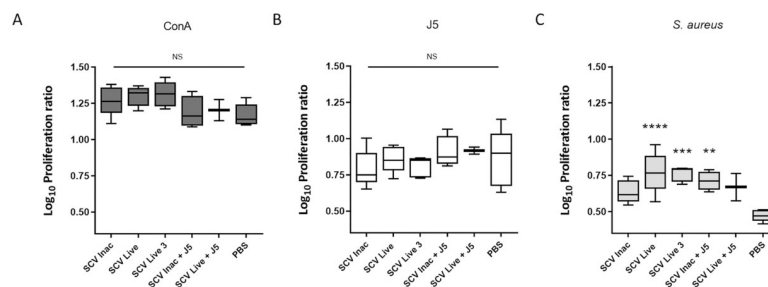 A
ConA
NS
Log10 Proliferation ratio
1.50
1.25
1.00
0.75
0.50
SCV Inac
SCV Live
SCV Live 3
SCV Inac + J5
SCV Live + J5
PBS
B
J5
NS
Log10 Proliferation ratio
1.50
1.25
1.00
0.75
0.50
SCV Inac
SCV Live
SCV Live 3
SCV Inac + J5
SCV Live + J5
PBS
C
S. aureus
Log10 Proliferation ratio
1.50
1.25
1.00
0.75
0.50
****
***
**
SCV Inac
SCV Live
SCV Live 3
SCV Inac + J5
SCV Live + J5
PBS